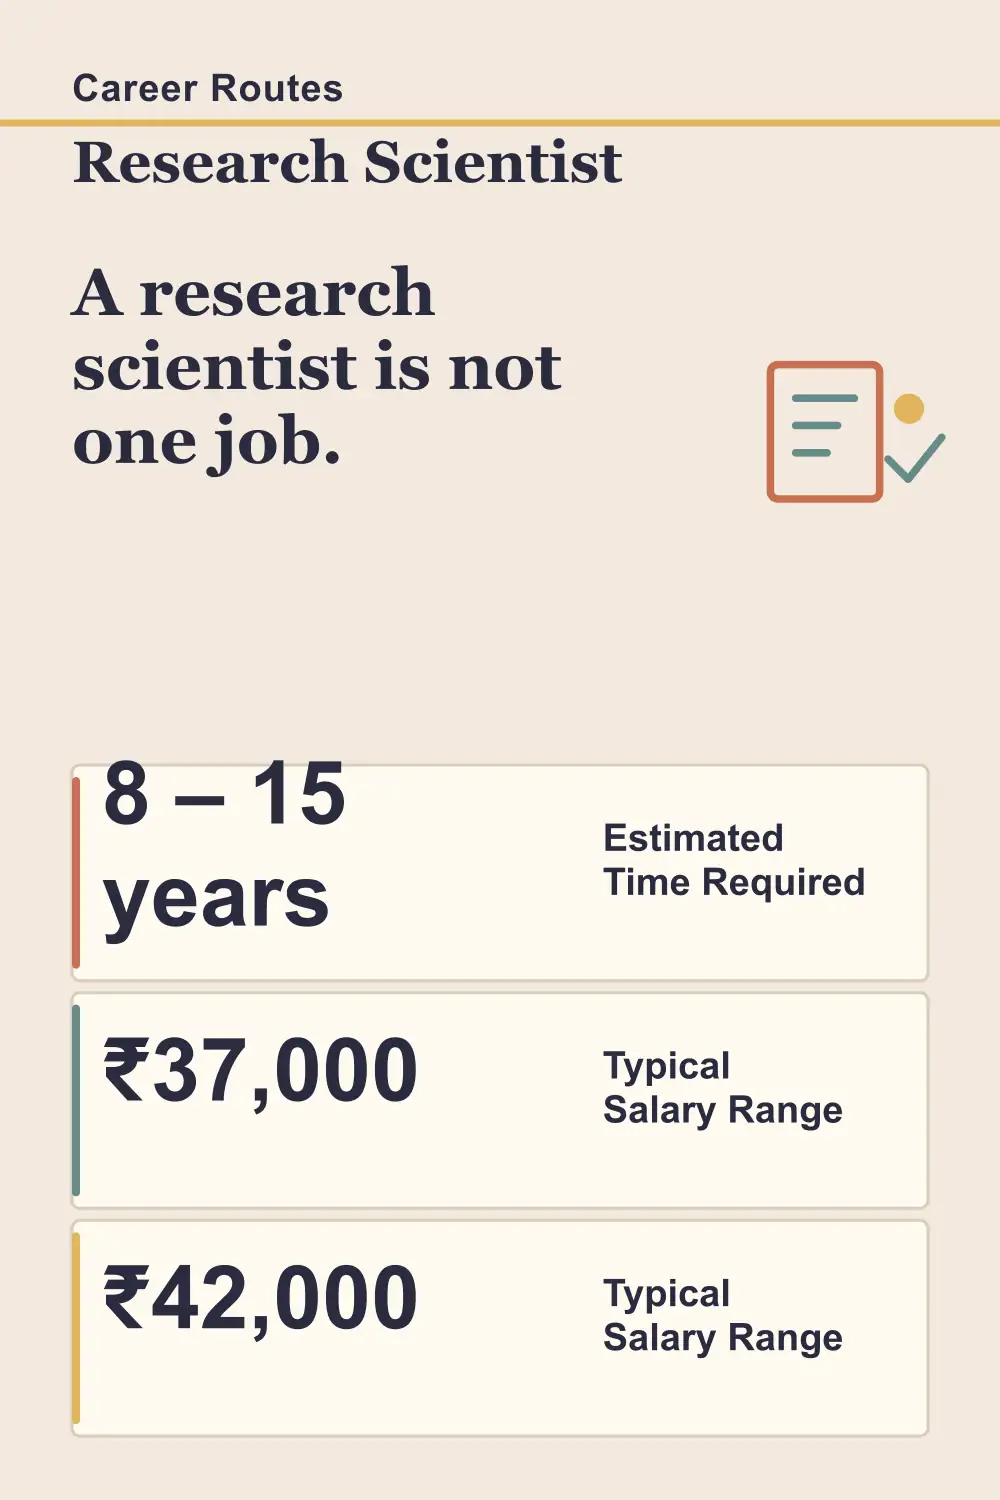 Career Routes
Research Scientist
A research
scientist is not
one job.
8 – 15
years
Estimated
Time Required
₹37,000
Typical
Salary Range
₹42,000
Typical
Salary Range